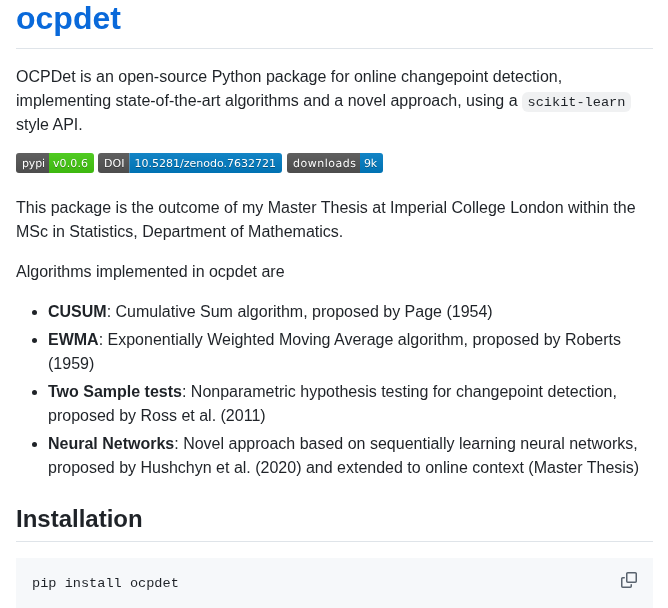 ocpdet
OCPDet is an open-source Python package for online changepoint detection,
implementing state-of-the-art algorithms and a novel approach, using a scikit-learn
style API.
pypi v0.0.6 DOI 10.5281/zenodo.7632721 downloads 9k
This package is the outcome of my Master Thesis at Imperial College London within the
MSc in Statistics, Department of Mathematics.
Algorithms implemented in ocpdet are
• CUSUM: Cumulative Sum algorithm, proposed by Page (1954)
• EWMA: Exponentially Weighted Moving Average algorithm, proposed by Roberts
(1959)
• Two Sample tests: Nonparametric hypothesis testing for changepoint detection,
proposed by Ross et al. (2011)
• Neural Networks: Novel approach based on sequentially learning neural networks,
proposed by Hushchyn et al. (2020) and extended to online context (Master Thesis)
Installation
pip install ocpdet